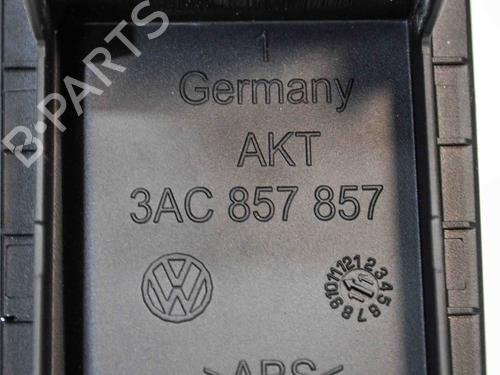 B-PARTS
1
Germany
AKT
3AC 857 857
1 2 3 4 5 6 7 8 9 10 11 12
>ABS<